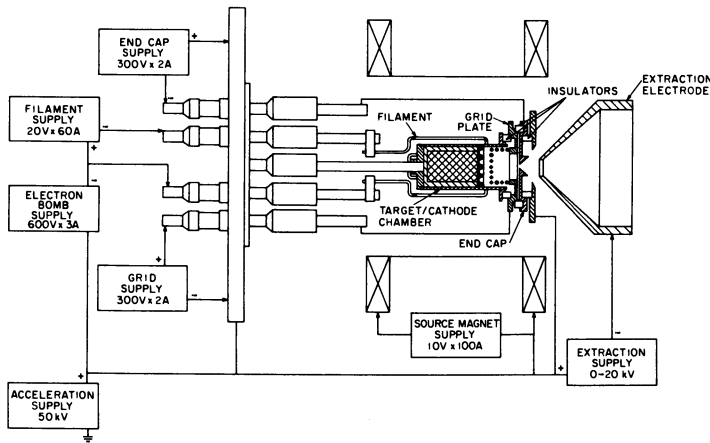 END CAP
SUPPLY
300V x 2A
+
-
FILAMENT
SUPPLY
20V x 60A
-
+
-
ELECTRON
BOMB
SUPPLY
600V x 3A
+
GRID
SUPPLY
300V x 2A
-
+
ACCELERATION
SUPPLY
50kV
FILAMENT
GRID
PLATE
INSULATORS
EXTRACTION
ELECTRODE
TARGET/CATHODE
CHAMBER
END CAP
SOURCE MAGNET
SUPPLY
10V x 100A
-
+
EXTRACTION
SUPPLY
0-20 kV